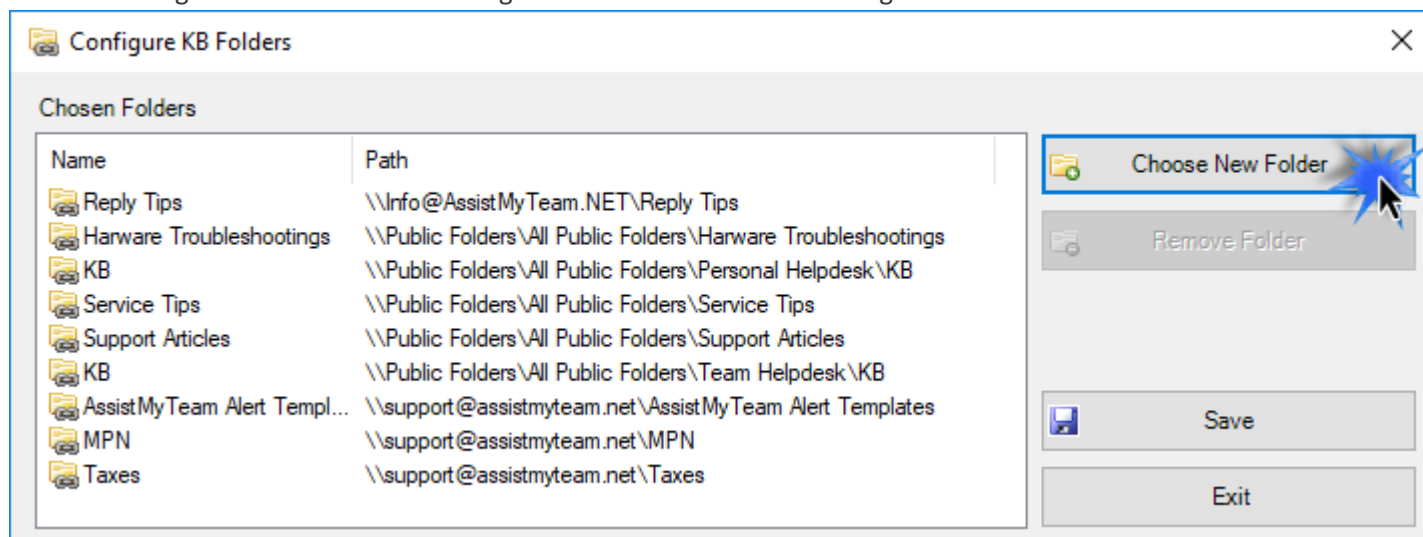 Configure KB Folders
Chosen Folders
Name Path
Reply Tips \\Info@AssistMyTeam.NET\Reply Tips
Harware Troubleshootings \\Public Folders\All Public Folders\Harware Troubleshootings
KB \\Public Folders\All Public Folders\Personal Helpdesk\KB
Service Tips \\Public Folders\All Public Folders\Service Tips
Support Articles \\Public Folders\All Public Folders\Support Articles
KB \\Public Folders\All Public Folders\Team Helpdesk\KB
AssistMyTeam Alert Templ... \\support@assistmyteam.net\AssistMyTeam Alert Templates
MPN \\support@assistmyteam.net\MPN
Taxes \\support@assistmyteam.net\Taxes
Choose New Folder
Remove Folder
Save
Exit